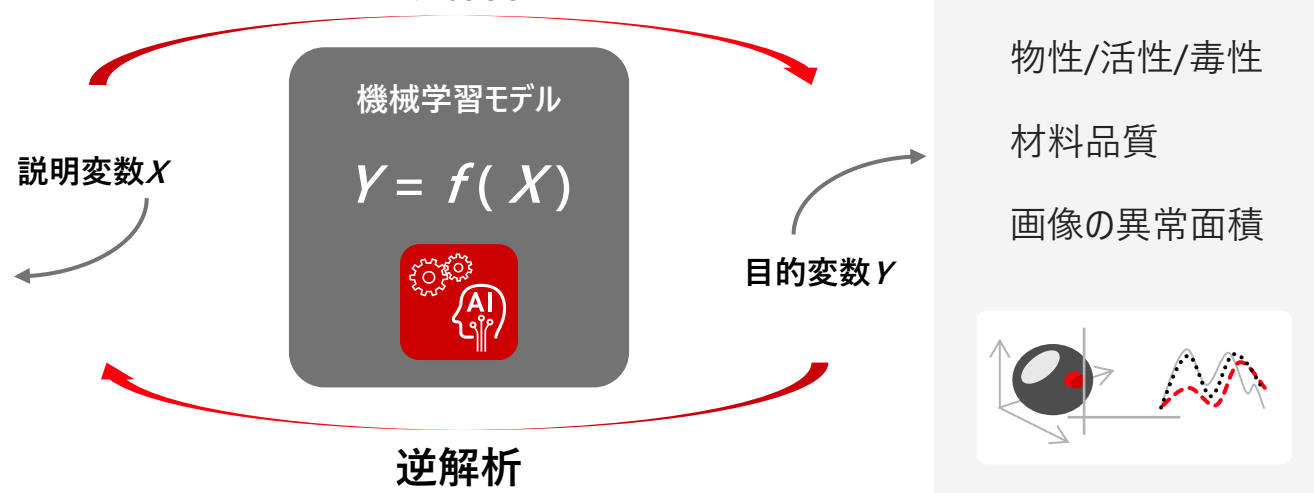 機械学習モデル
説明変数X
Y = f( X)
AI
目的変数Y
逆解析
物性/活性/毒性
材料品質
画像の異常面積